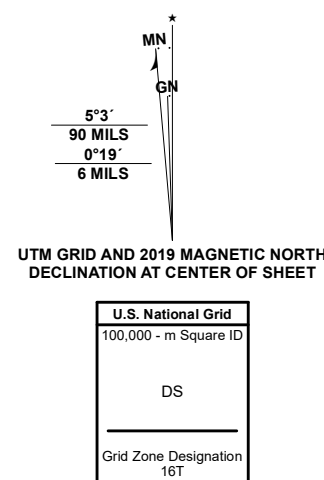 MN
GN
5°3´
90 MILS
0°19´
6 MILS
UTM GRID AND 2019 MAGNETIC NORTH
DECLINATION AT CENTER OF SHEET
U.S. National Grid
100,000 - m Square ID
DS
Grid Zone Designation
16T